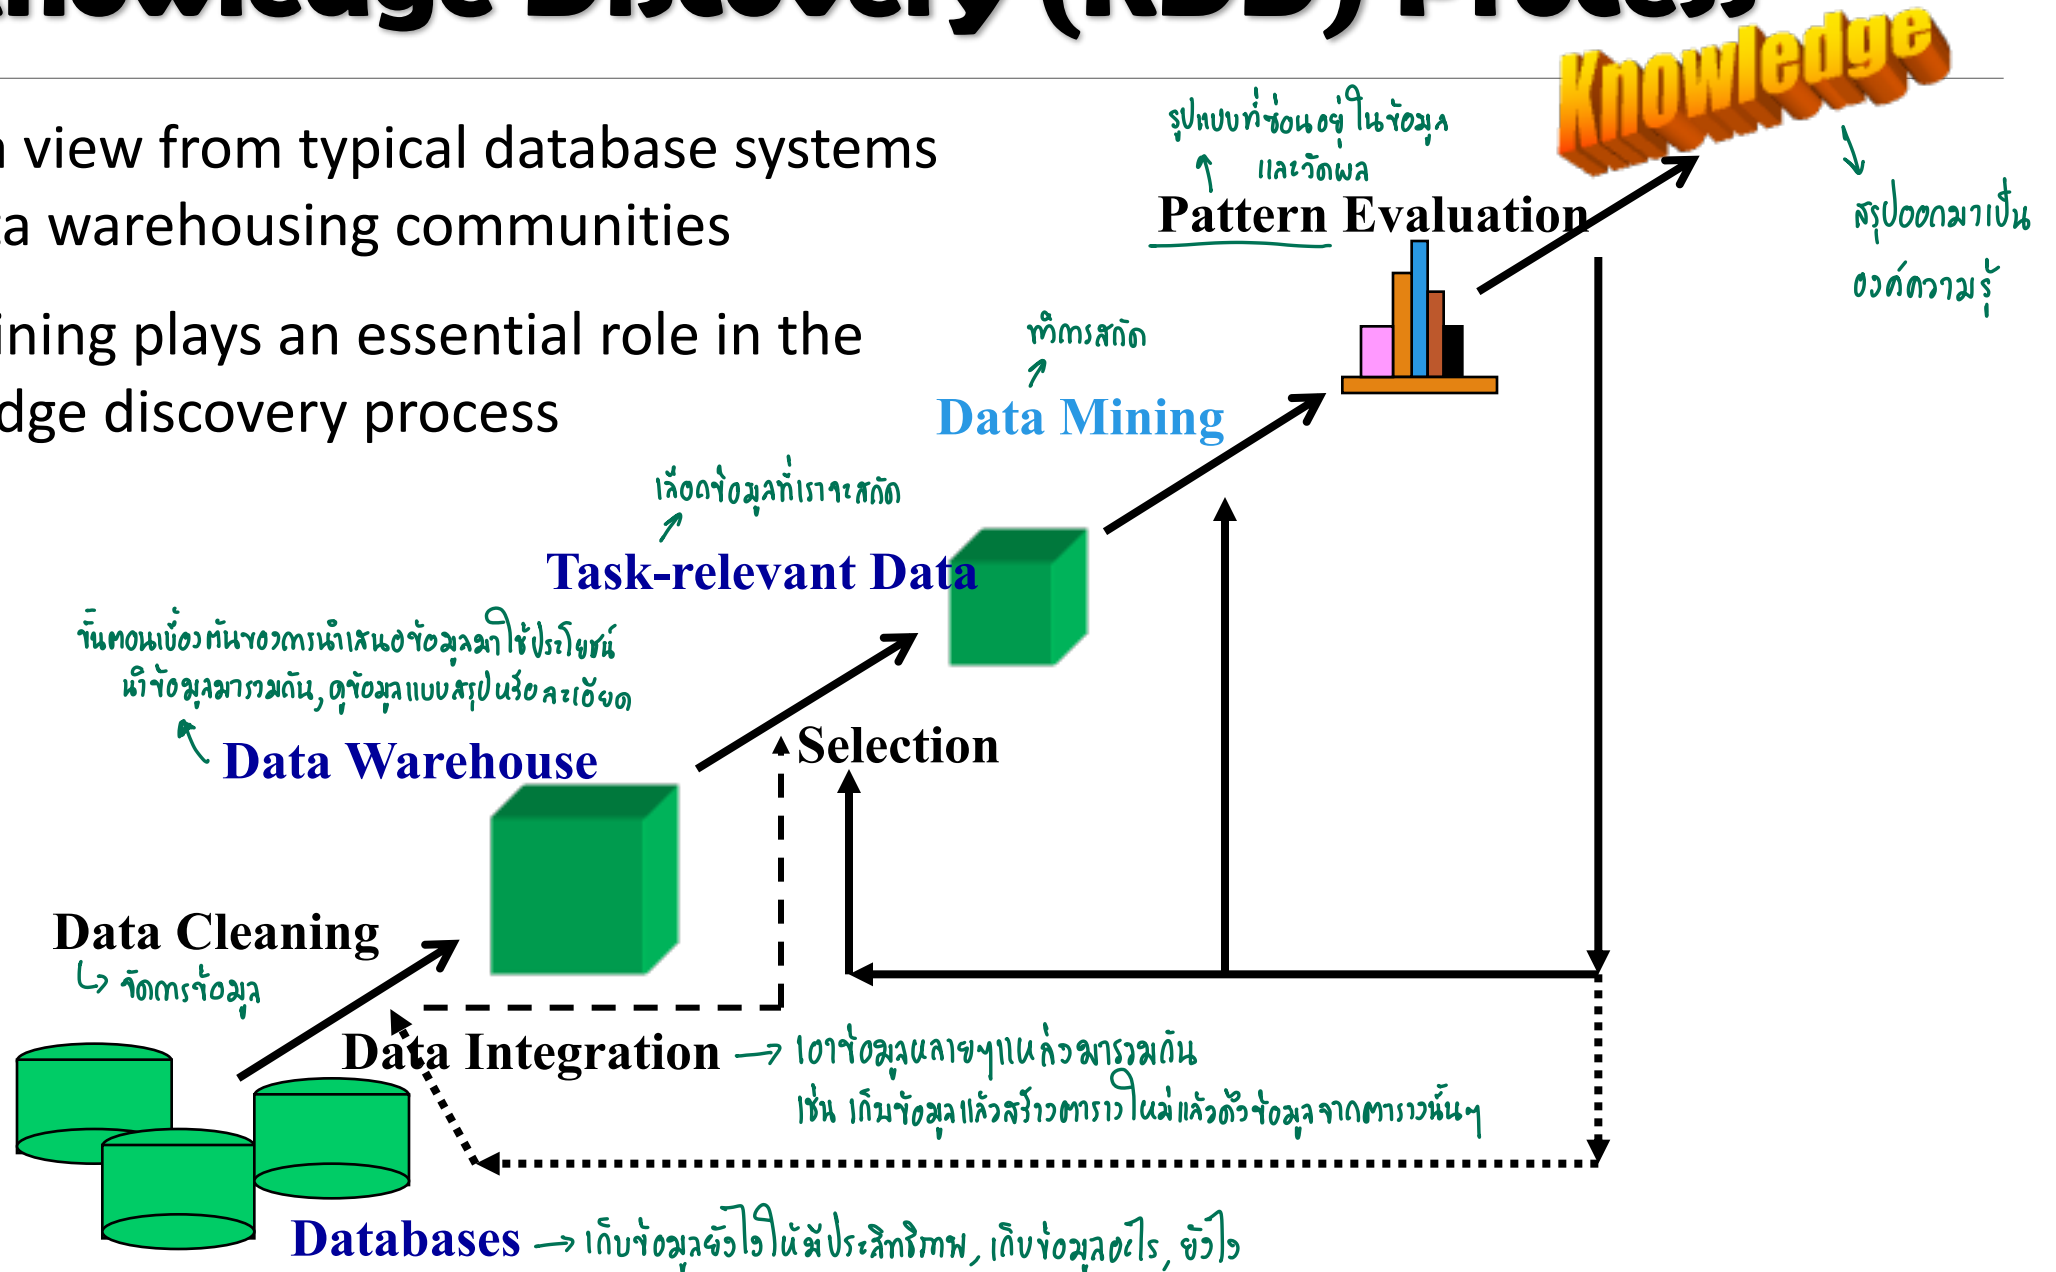 Knowledge Discovery (KDD) Process
Knowledge
view from typical database systems
warehousing communities
plays an essential role in the
discovery process
รูปแบบที่ซ่อนอยู่ในข้อมูล
และวัดผล
Pattern Evaluation
สรุปออกมาเป็น
องค์ความรู้
ทำการสกัด
Data Mining
เลือกข้อมูลที่เราจะสกัด
Task-relevant Data
ขั้นตอนเบื้องต้นของการนำเสนอข้อมูลมาใช้ประโยชน์
นำข้อมูลมารวมกัน, ดูข้อมูลแบบสรุปหรือละเอียด
Data Warehouse
Selection
Data Cleaning
จัดการข้อมูล
Data Integration
เอาข้อมูลหลายๆแหล่งมารวมกัน
เช่น เก็บข้อมูลแล้วสร้างตารางใหม่แล้วดึงข้อมูลจากตารางนั้นๆ
Databases
เก็บข้อมูลยังไงให้มีประสิทธิภาพ, เก็บข้อมูลอะไร, ยังไง